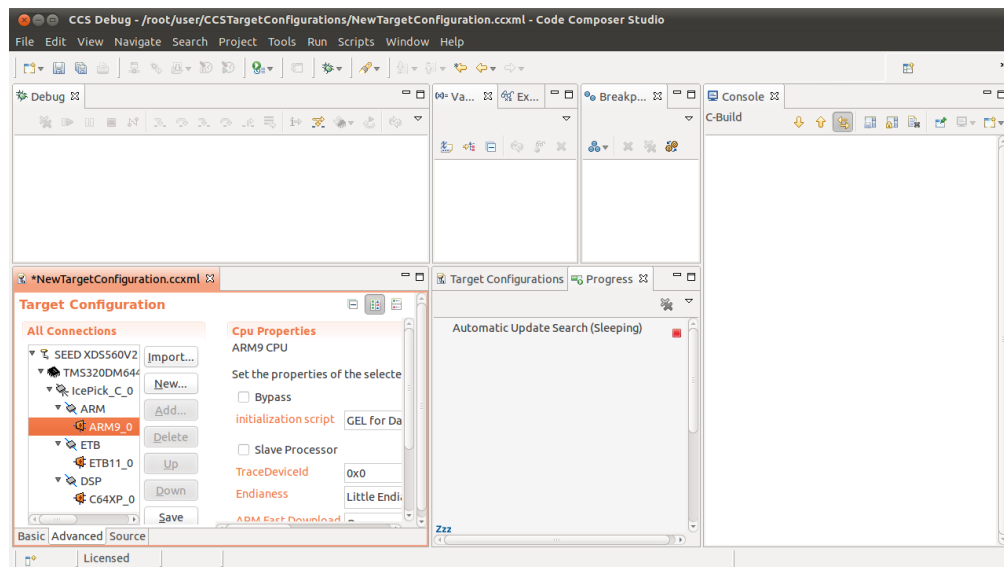 CCS Debug - /root/user/CCSTargetConfigurations/NewTargetConfiguration.ccxml - Code Composer Studio
File Edit View Navigate Search Project Tools Run Scripts Window Help
Debug
Va... Ex... Breakp... Console
C-Build
*NewTargetConfiguration.ccxml
Target Configurations Progress
Target Configuration
Automatic Update Search (Sleeping)
All Connections
SEED XDS560V2
TMS320DM644
IcePick_C_0
ARM
ARM9_0
ETB
ETB11_0
DSP
C64XP_0
Import...
New...
Add...
Delete
Up
Down
Save
Cpu Properties
ARM9 CPU
Set the properties of the selecte
Bypass
initialization script GEL for Da
Slave Processor
TraceDeviceId 0x0
Endianess Little Endi
ARM Fast Download
Zzz
Basic Advanced Source
Licensed